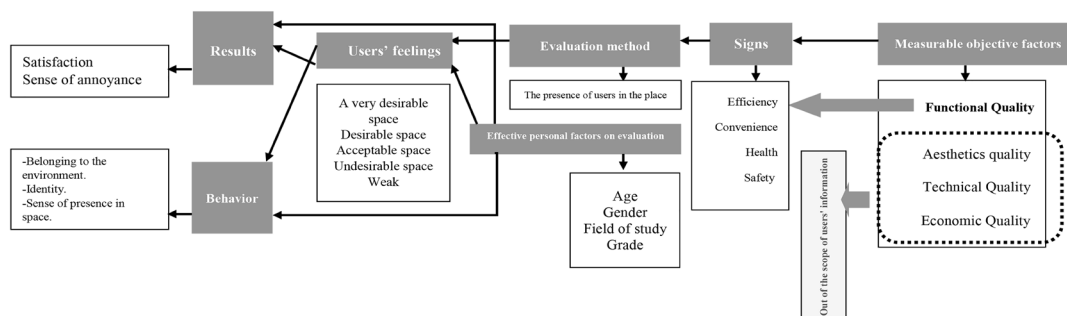 Results
Users' feelings
Evaluation method
Signs
Measurable objective factors
Satisfaction
Sense of annoyance
A very desirable
space
Desirable space
Acceptable space
Undesirable space
Weak
The presence of users in the place
Effective personal factors on evaluation
Age
Gender
Field of study
Grade
Efficiency
Convenience
Health
Safety
Functional Quality
Aesthetics quality
Technical Quality
Economic Quality
Out of the scope of users' information
Behavior
-Belonging to the
environment.
-Identity.
-Sense of presence in
space.